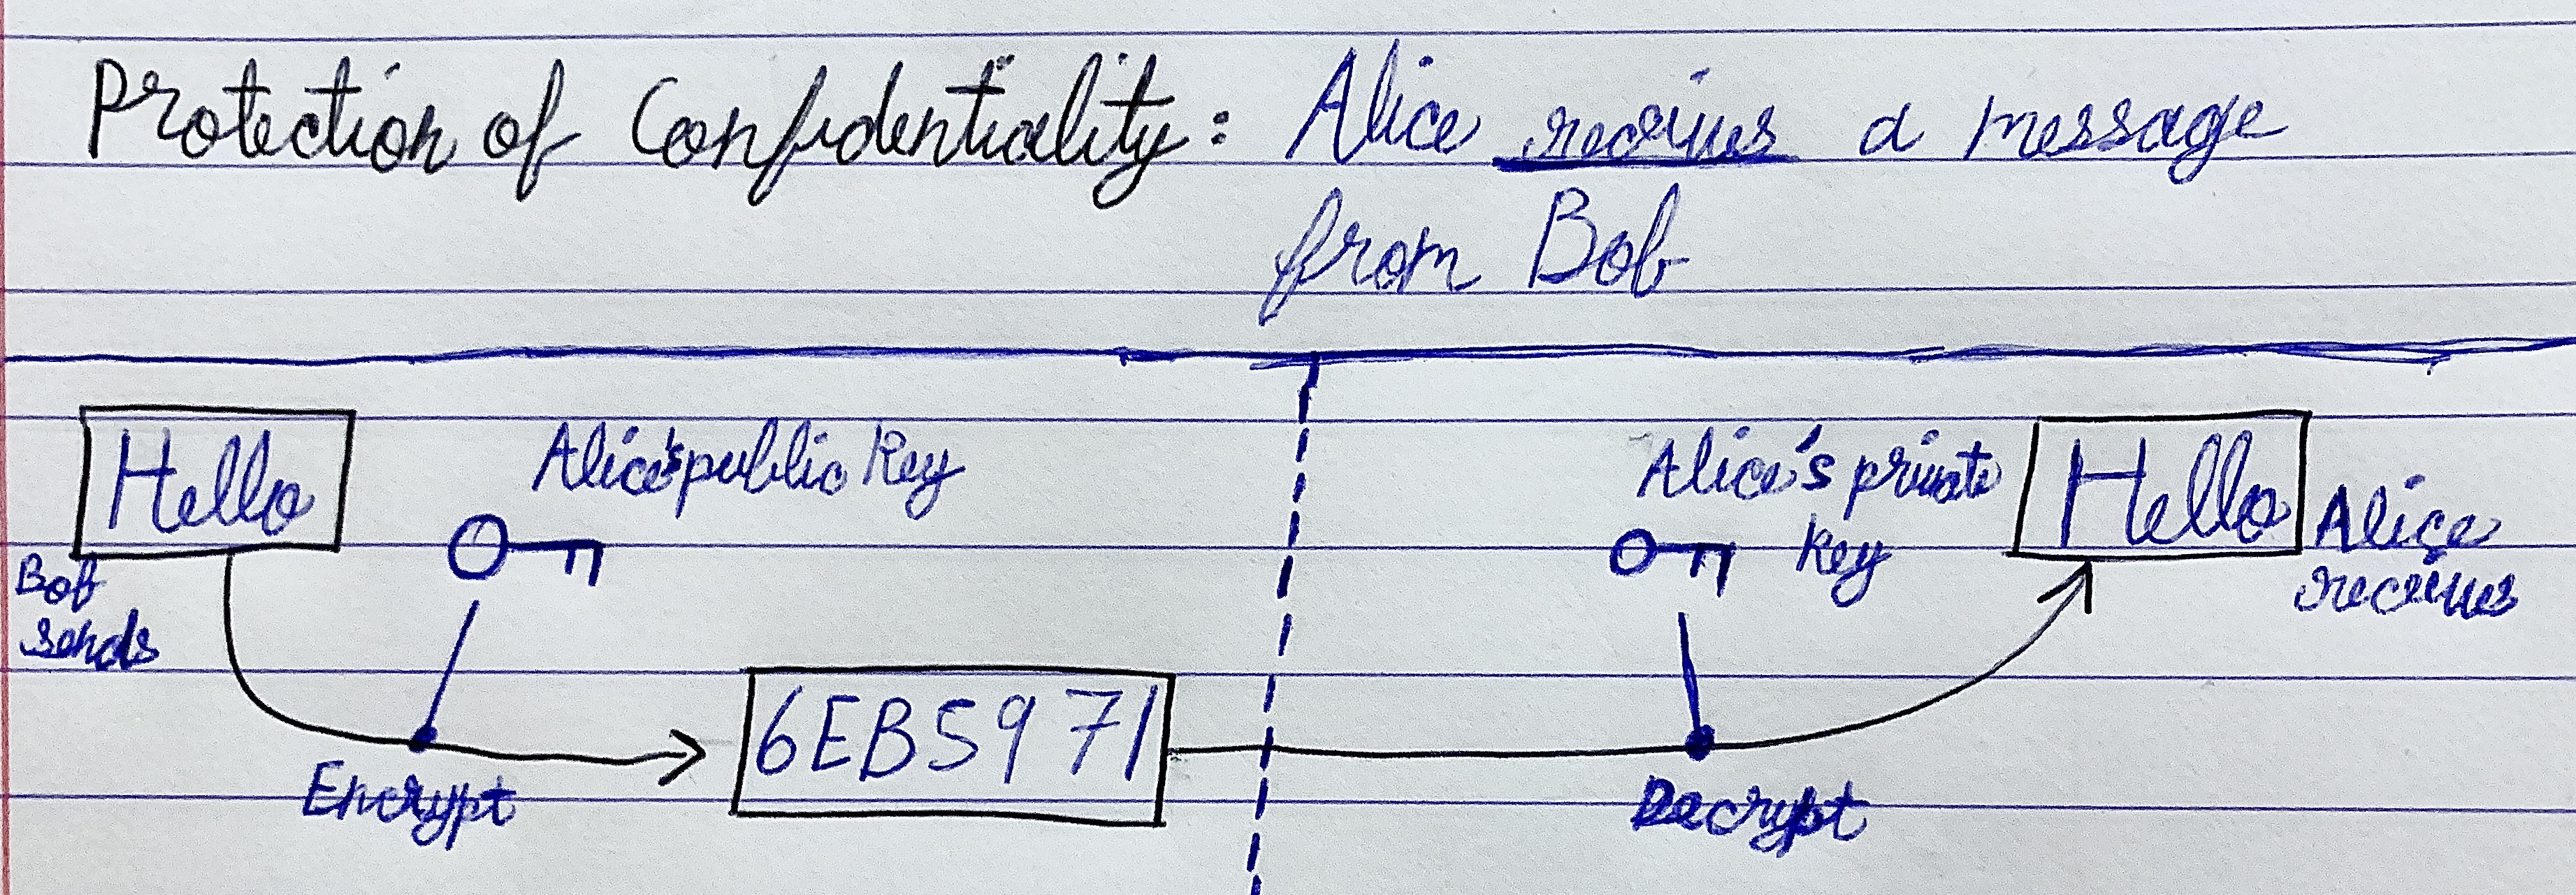 Protection of Confidentiality: Alice receives a message
from Bob
Hello
Alice's public Key
Alice's private
Key
Hello
Alice
receives
Bob
sends
6EB5971
Encrypt
Decrypt